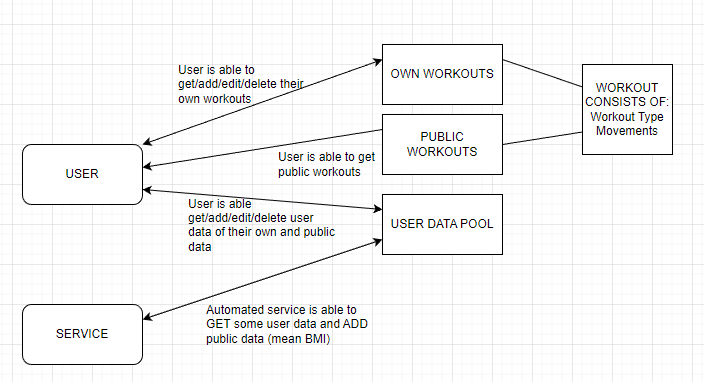 User is able to
get/add/edit/delete their
own workouts
OWN WORKOUTS
WORKOUT
CONSISTS OF:
Workout Type
Movements
PUBLIC
WORKOUTS
User is able to get
public workouts
USER
User is able
get/add/edit/delete user
data of their own and public
data
USER DATA POOL
Automated service is able to
GET some user data and ADD
public data (mean BMI)
SERVICE